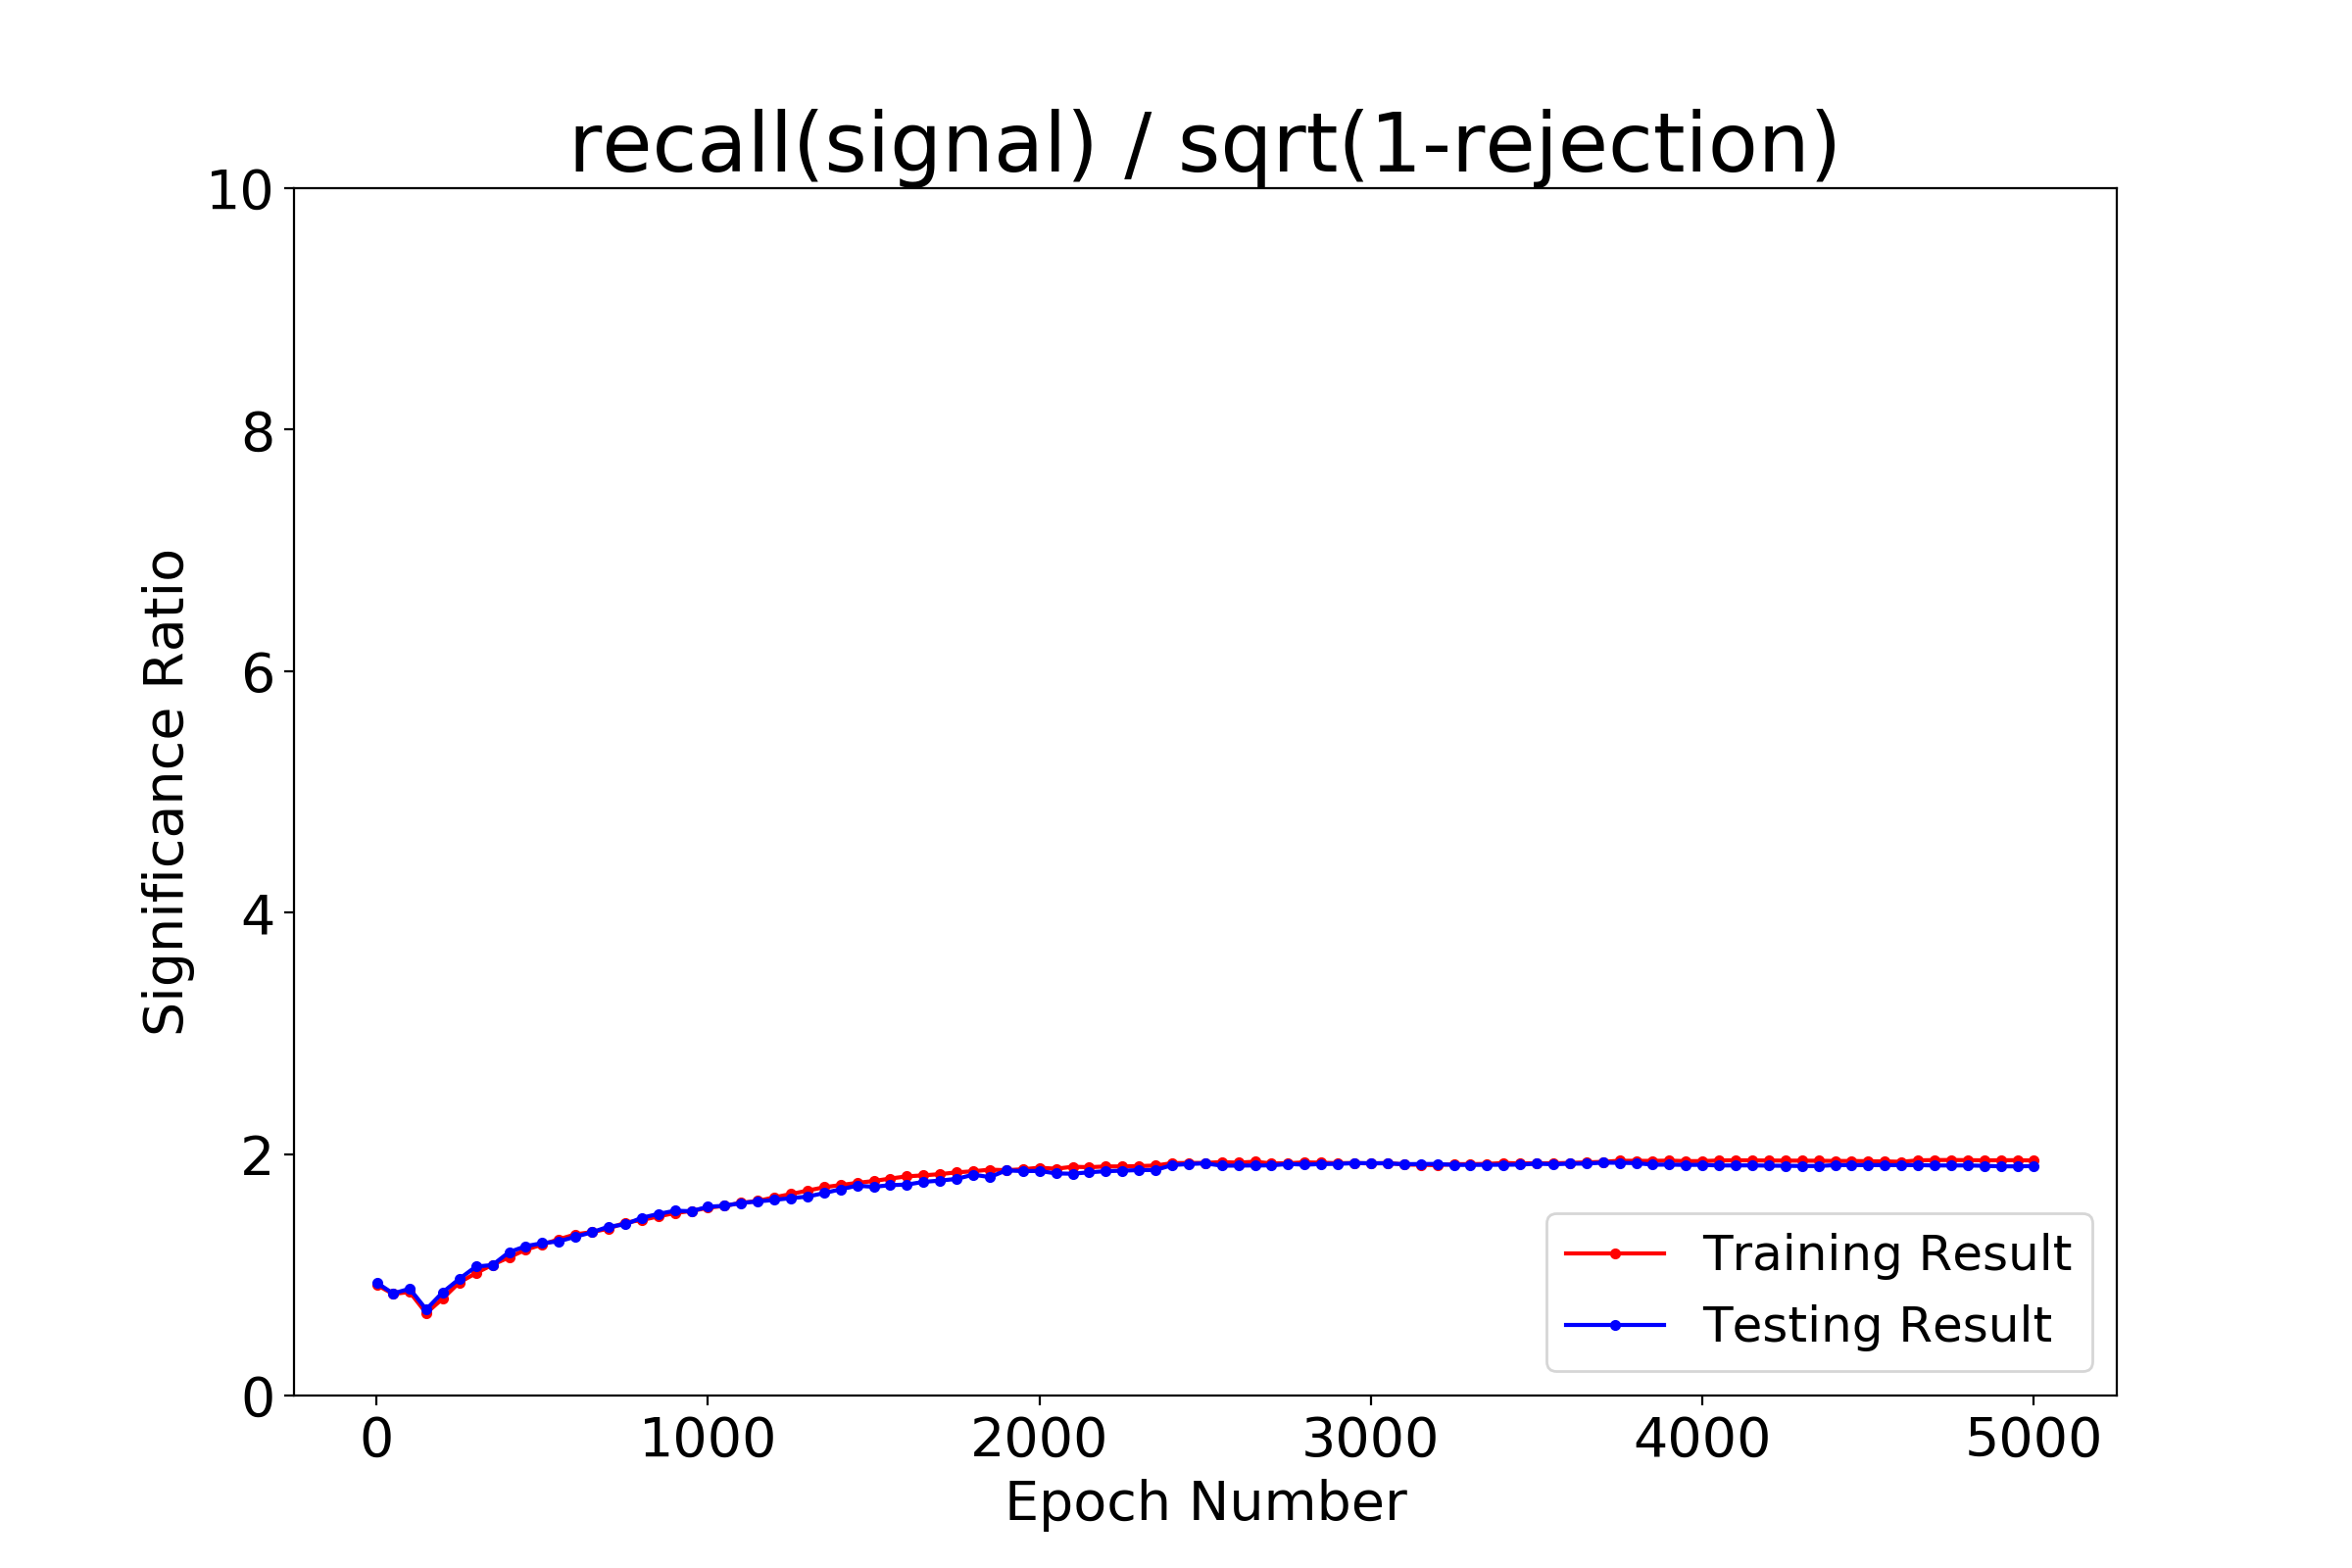 recall(signal) / sqrt(1-rejection)
10
8
6
4
2
0
Significance Ratio
Training Result
Testing Result
0 1000 2000 3000 4000 5000
Epoch Number